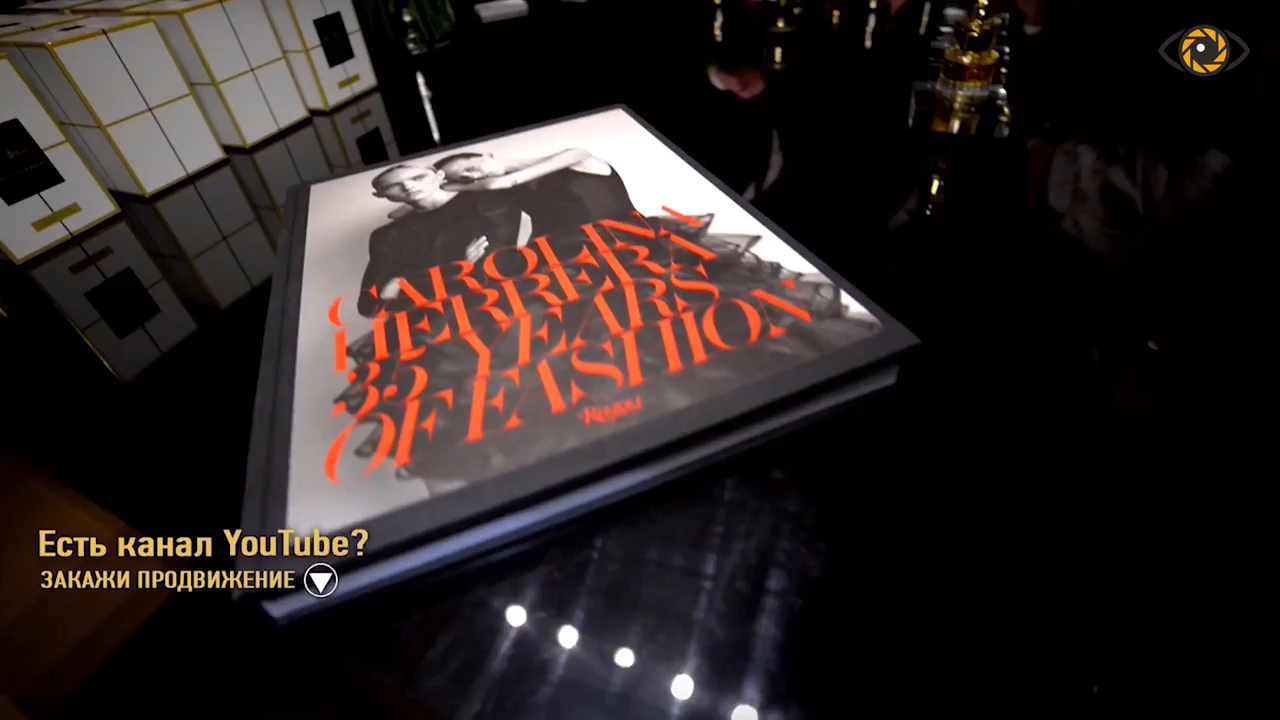 CAROLINA
HERRERA
35 YEARS
OF FASHION
RIZZOLI
Есть канал YouTube?
ЗАКАЖИ ПРОДВИЖЕНИЕ